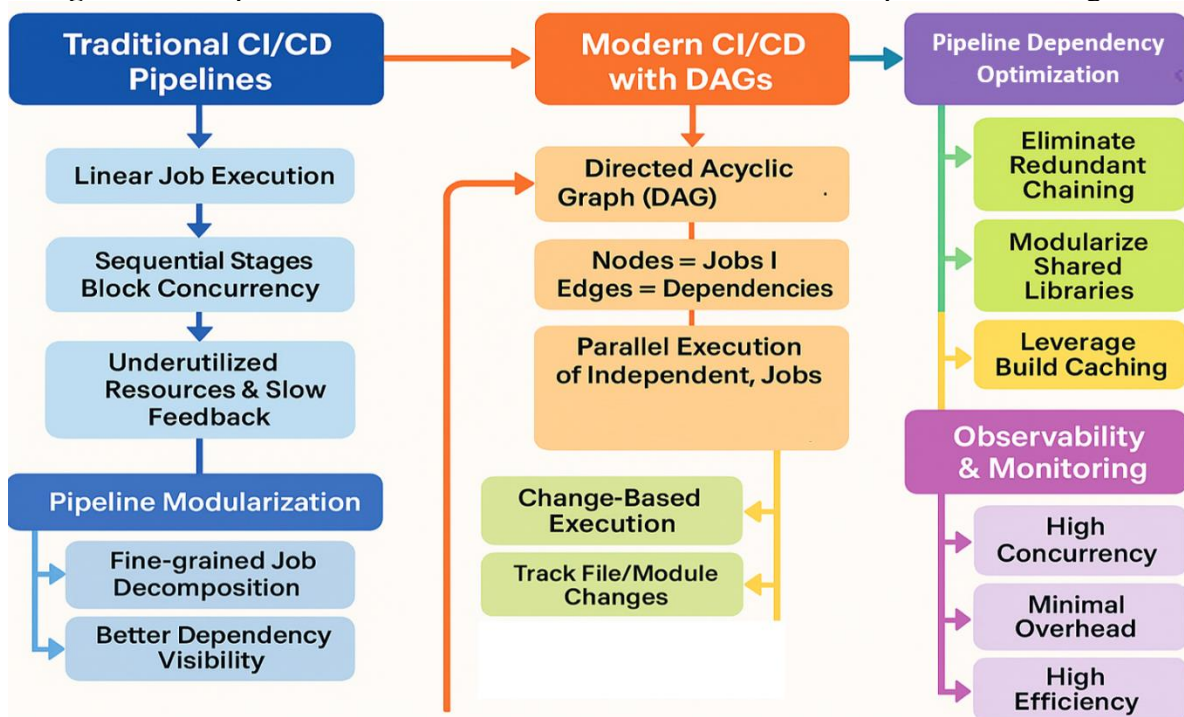 Traditional CI/CD
Pipelines
Linear Job Execution
Sequential Stages
Block Concurrency
Underutilized
Resources & Slow
Feedback
Pipeline Modularization
Fine-grained Job
Decomposition
Better Dependency
Visibility
Modern CI/CD
with DAGs
Directed Acyclic
Graph (DAG)
Nodes = Jobs I
Edges = Dependencies
Parallel Execution
of Independent, Jobs
Change-Based
Execution
Track File/Module
Changes
Pipeline Dependency
Optimization
Eliminate
Redundant
Chaining
Modularize
Shared
Libraries
Leverage
Build Caching
Observability
& Monitoring
High
Concurrency
Minimal
Overhead
High
Efficiency